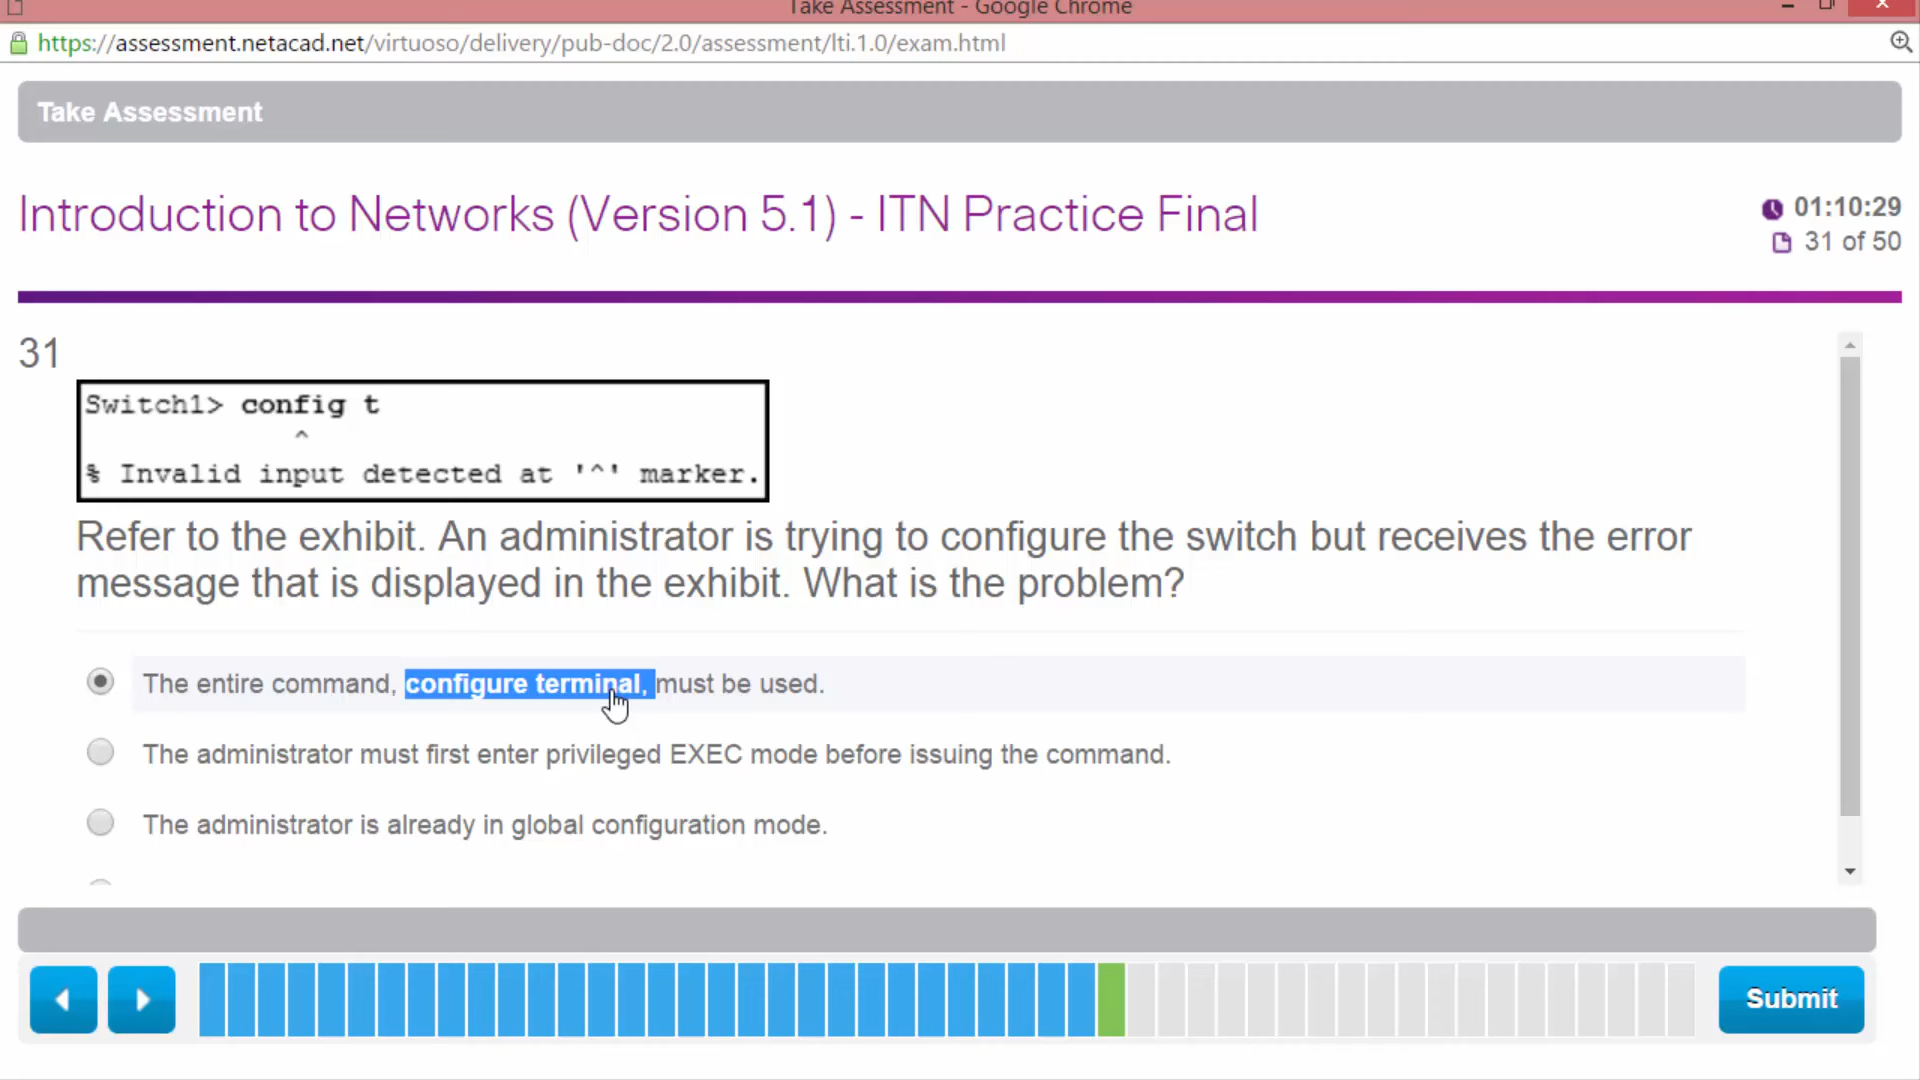 Take Assessment - Google Chrome
https://assessment.netacad.net/virtuoso/delivery/pub-doc/2.0/assessment/lti.1.0/exam.html
Take Assessment
Introduction to Networks (Version 5.1) - ITN Practice Final
01:10:29
31 of 50
31
Switch1> config t
^
% Invalid input detected at '^' marker.
Refer to the exhibit. An administrator is trying to configure the switch but receives the error
message that is displayed in the exhibit. What is the problem?
The entire command, configure terminal, must be used.
The administrator must first enter privileged EXEC mode before issuing the command.
The administrator is already in global configuration mode.
Submit